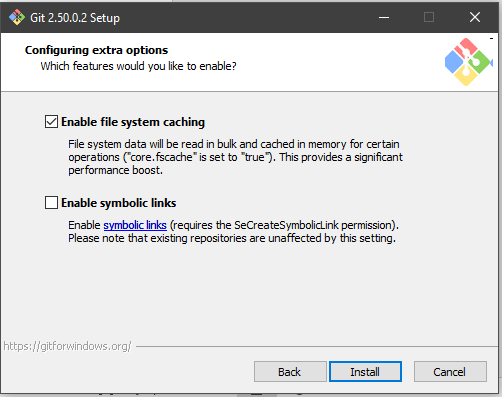 Git 2.50.0.2 Setup
Configuring extra options
Which features would you like to enable?
Enable file system caching
File system data will be read in bulk and cached in memory for certain
operations ("core.fscache" is set to "true"). This provides a significant
performance boost.
Enable symbolic links
Enable symbolic links (requires the SeCreateSymbolicLink permission).
Please note that existing repositories are unaffected by this setting.
https://gitforwindows.org/
Back
Install
Cancel